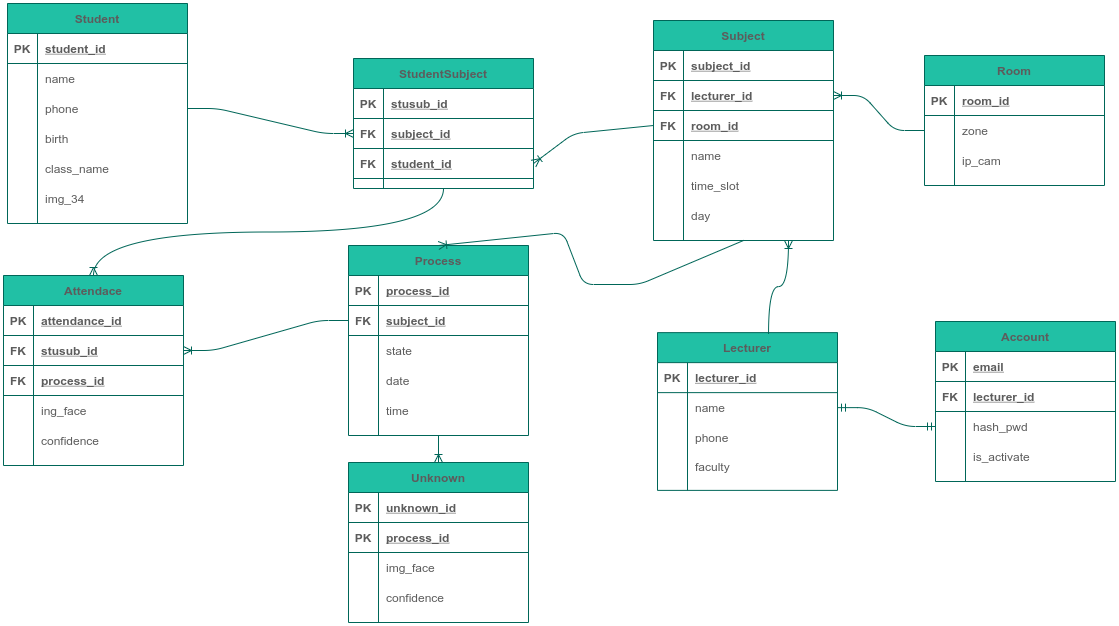 Student
PK student_id
name
phone
birth
class_name
img_34
StudentSubject
PK stusub_id
FK subject_id
FK student_id
Subject
PK subject_id
FK lecturer_id
FK room_id
name
time_slot
day
Room
PK room_id
zone
ip_cam
Attendace
PK attendance_id
FK stusub_id
FK process_id
ing_face
confidence
Process
PK process_id
FK subject_id
state
date
time
Lecturer
PK lecturer_id
name
phone
faculty
Account
PK email
FK lecturer_id
hash_pwd
is_activate
Unknown
PK unknown_id
PK process_id
img_face
confidence